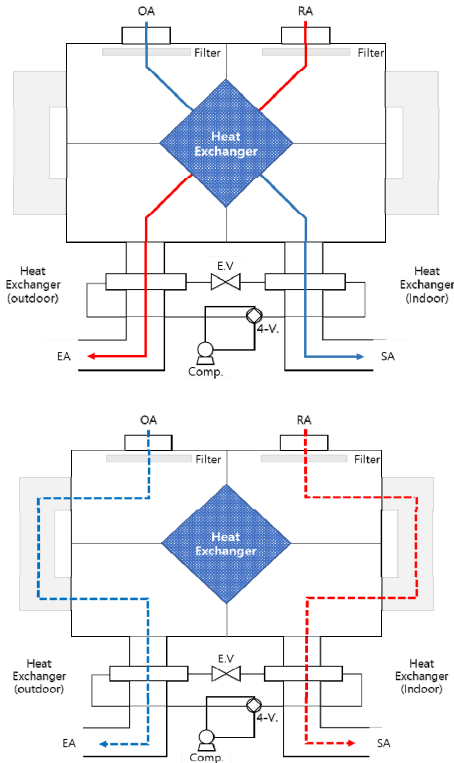 OA
RA
Filter
Filter
Heat
Exchanger
Heat
Exchanger
(outdoor)
E.V
Heat
Exchanger
(Indoor)
4-V.
EA
SA
Comp.
OA
RA
Filter
Filter
Heat
Exchanger
Heat
Exchanger
(outdoor)
E.V
Heat
Exchanger
(Indoor)
4-V.
EA
SA
Comp.